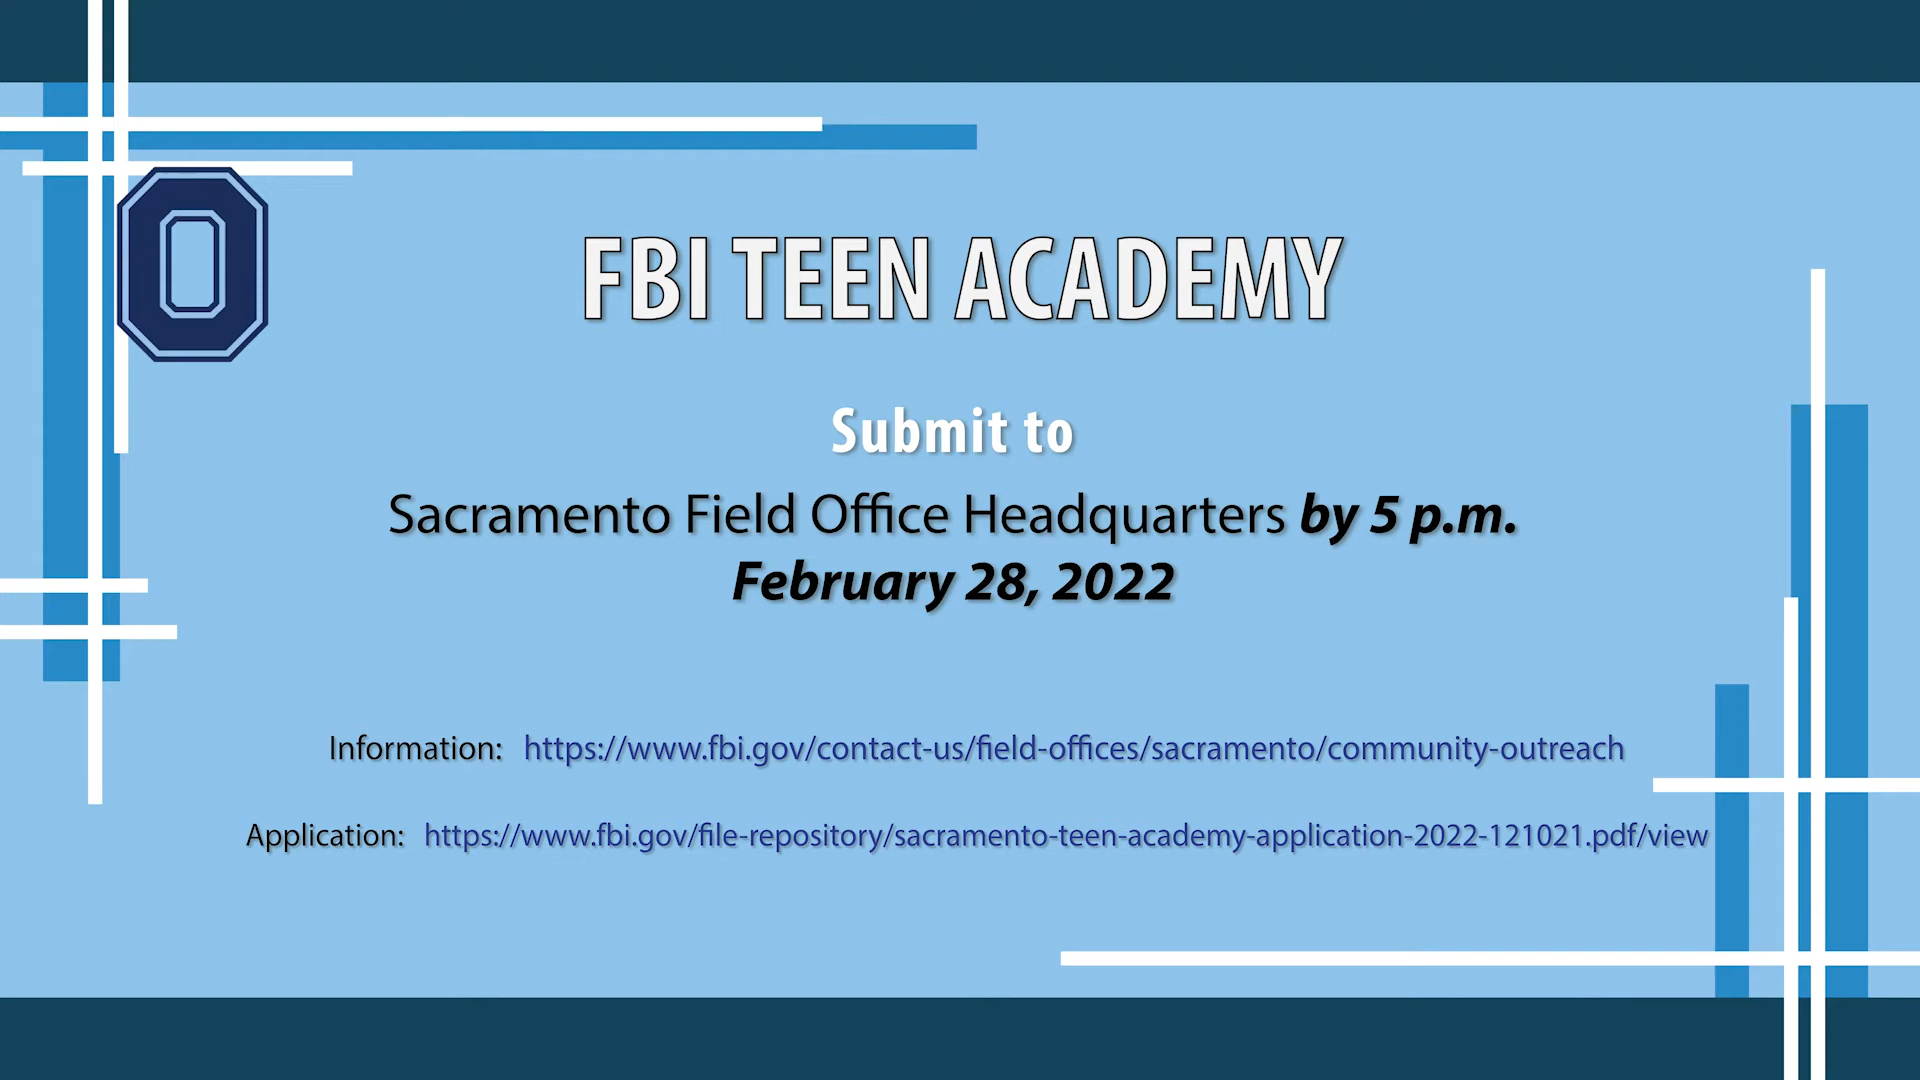 O
FBI TEEN ACADEMY
Submit to
Sacramento Field Office Headquarters by 5 p.m.
February 28, 2022
Information: https://www.fbi.gov/contact-us/field-offices/sacramento/community-outreach
Application: https://www.fbi.gov/file-repository/sacramento-teen-academy-application-2022-121021.pdf/view